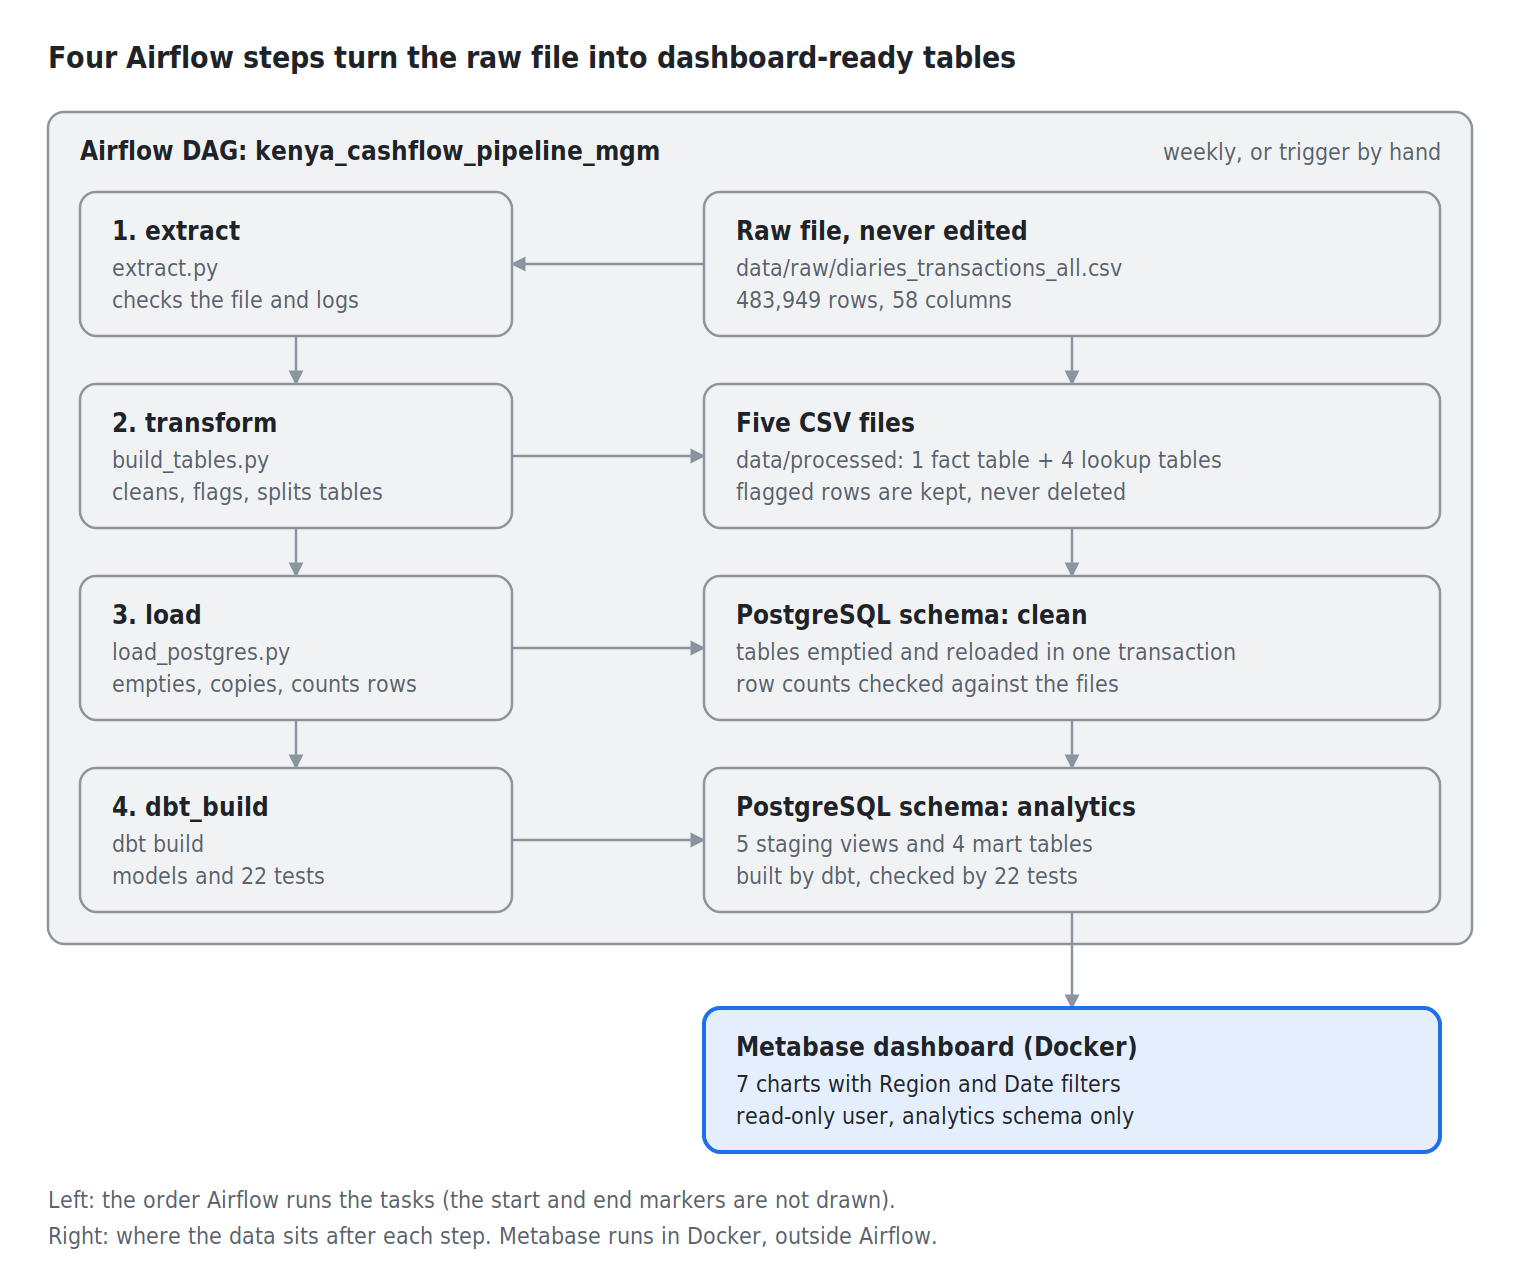 Four Airflow steps turn the raw file into dashboard-ready tables
Airflow DAG: kenya_cashflow_pipeline_mgm
weekly, or trigger by hand
1. extract
extract.py
checks the file and logs
Raw file, never edited
data/raw/diaries_transactions_all.csv
483,949 rows, 58 columns
2. transform
build_tables.py
cleans, flags, splits tables
Five CSV files
data/processed: 1 fact table + 4 lookup tables
flagged rows are kept, never deleted
3. load
load_postgres.py
empties, copies, counts rows
PostgreSQL schema: clean
tables emptied and reloaded in one transaction
row counts checked against the files
4. dbt_build
dbt build
models and 22 tests
PostgreSQL schema: analytics
5 staging views and 4 mart tables
built by dbt, checked by 22 tests
Metabase dashboard (Docker)
7 charts with Region and Date filters
read-only user, analytics schema only
Left: the order Airflow runs the tasks (the start and end markers are not drawn).
Right: where the data sits after each step. Metabase runs in Docker, outside Airflow.